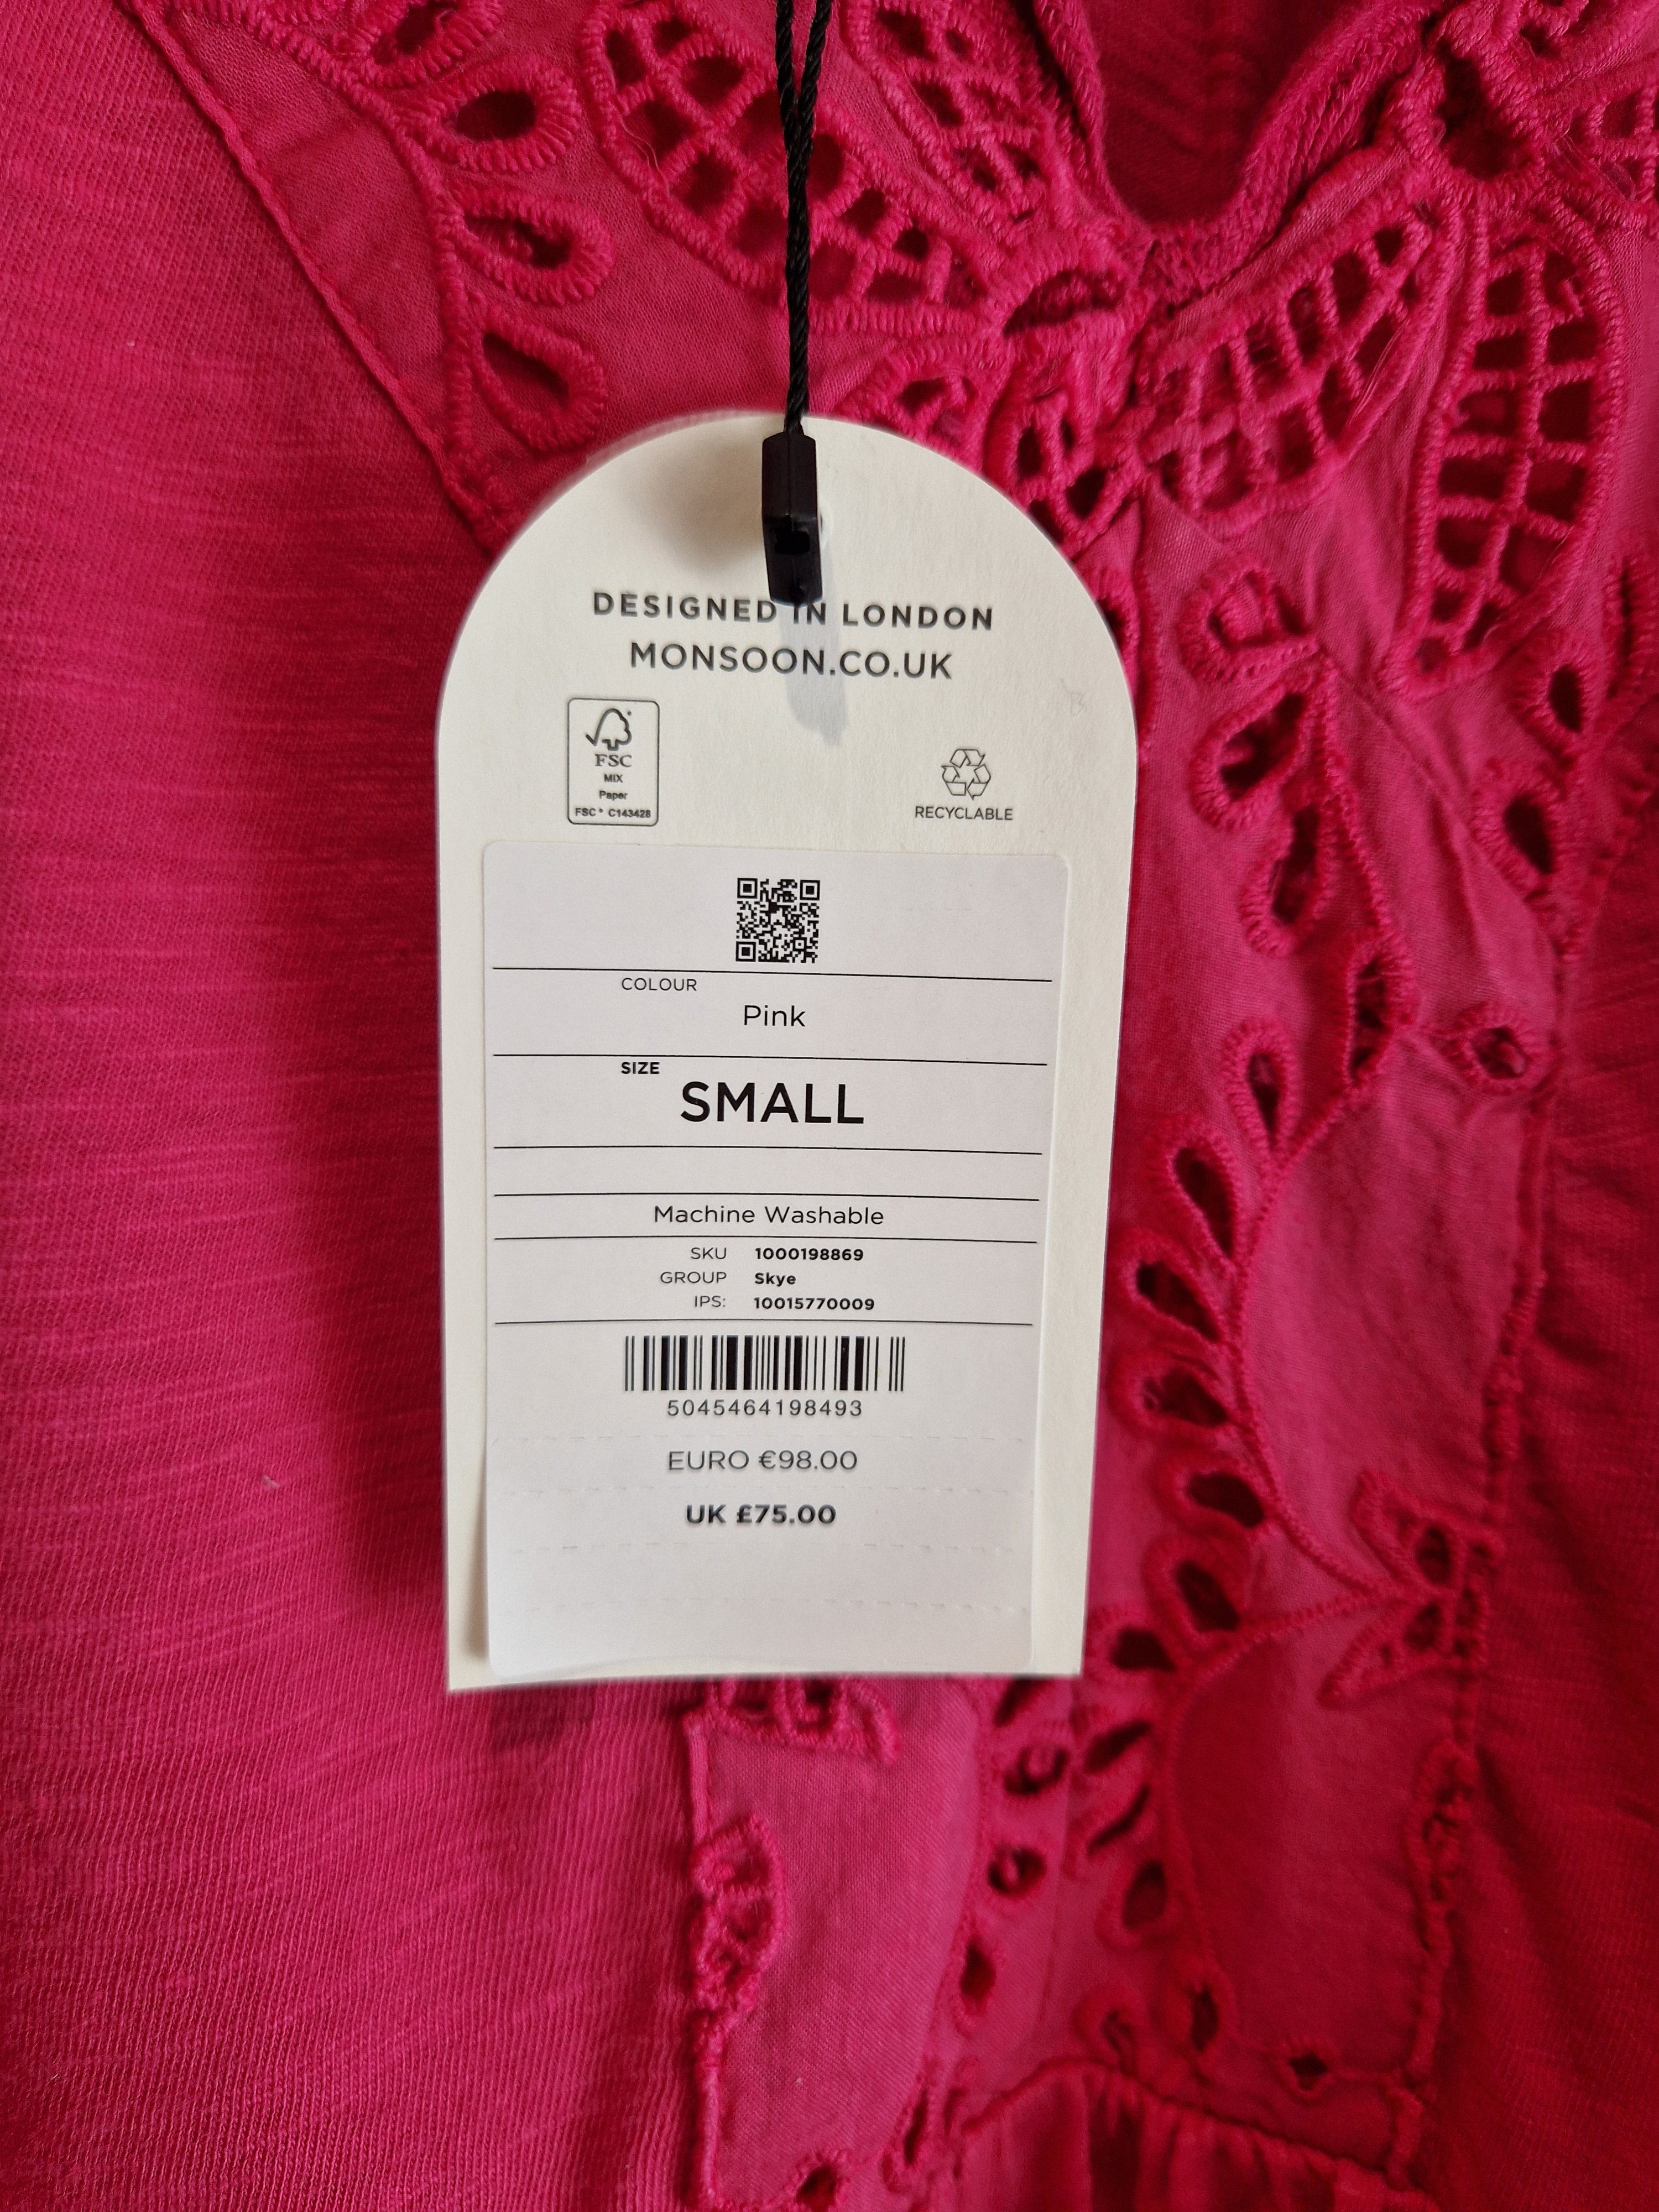 DESIGNED IN LONDON
MONSOON.CO.UK
FSC
MIX
Paper
FSC® C143428
RECYCLABLE
COLOUR
Pink
SIZE
SMALL
Machine Washable
SKU 1000198869
GROUP Skye
IPS: 10015770009
5045464198493
EURO €98.00
UK £75.00